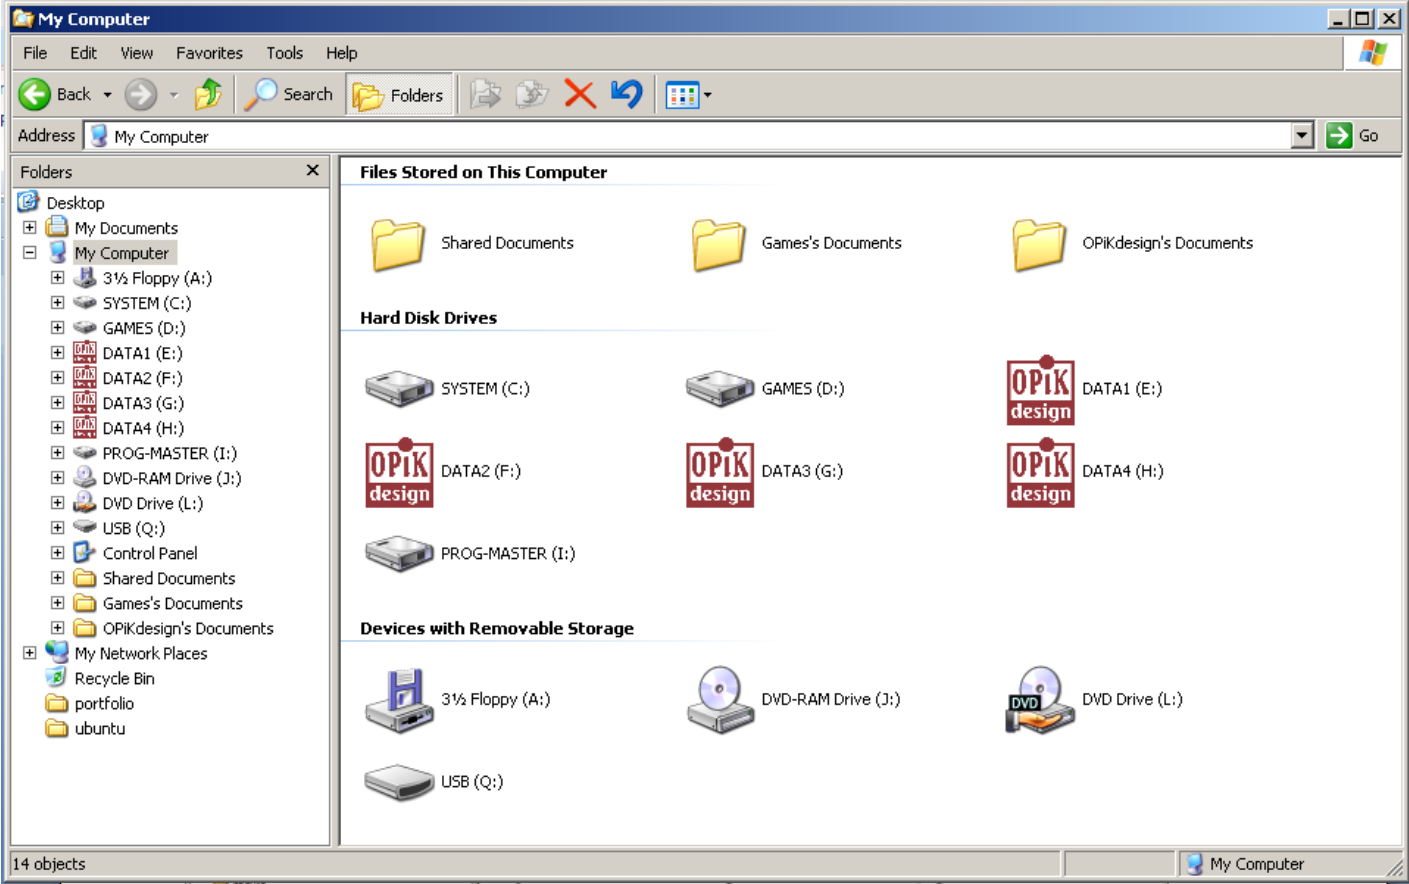 My Computer
File Edit View Favorites Tools Help
Back Search Folders
Address My Computer Go
Folders
Desktop
My Documents
My Computer
3½ Floppy (A:)
SYSTEM (C:)
GAMES (D:)
DATA1 (E:)
DATA2 (F:)
DATA3 (G:)
DATA4 (H:)
PROG-MASTER (I:)
DVD-RAM Drive (J:)
DVD Drive (L:)
USB (Q:)
Control Panel
Shared Documents
Games's Documents
OPiKdesign's Documents
My Network Places
Recycle Bin
portfolio
ubuntu
Files Stored on This Computer
Shared Documents Games's Documents OPiKdesign's Documents
Hard Disk Drives
SYSTEM (C:) GAMES (D:) OPiK design DATA1 (E:)
OPiK design DATA2 (F:) OPiK design DATA3 (G:) OPiK design DATA4 (H:)
PROG-MASTER (I:)
Devices with Removable Storage
3½ Floppy (A:) DVD-RAM Drive (J:) DVD DVD Drive (L:)
USB (Q:)
14 objects My Computer